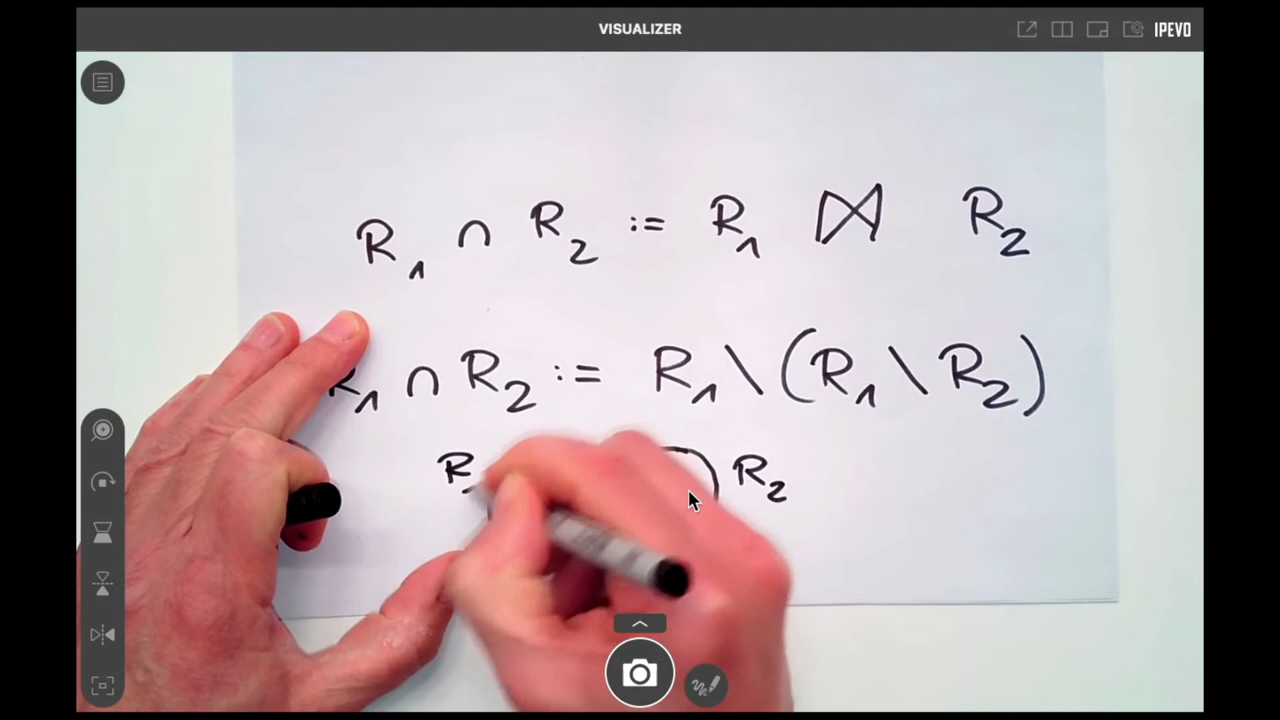 VISUALIZER
IPEVO
R₁ ∩ R₂ := R₁ ⋈ R₂
R₁ ∩ R₂ := R₁ \ (R₁ \ R₂)
R R₂